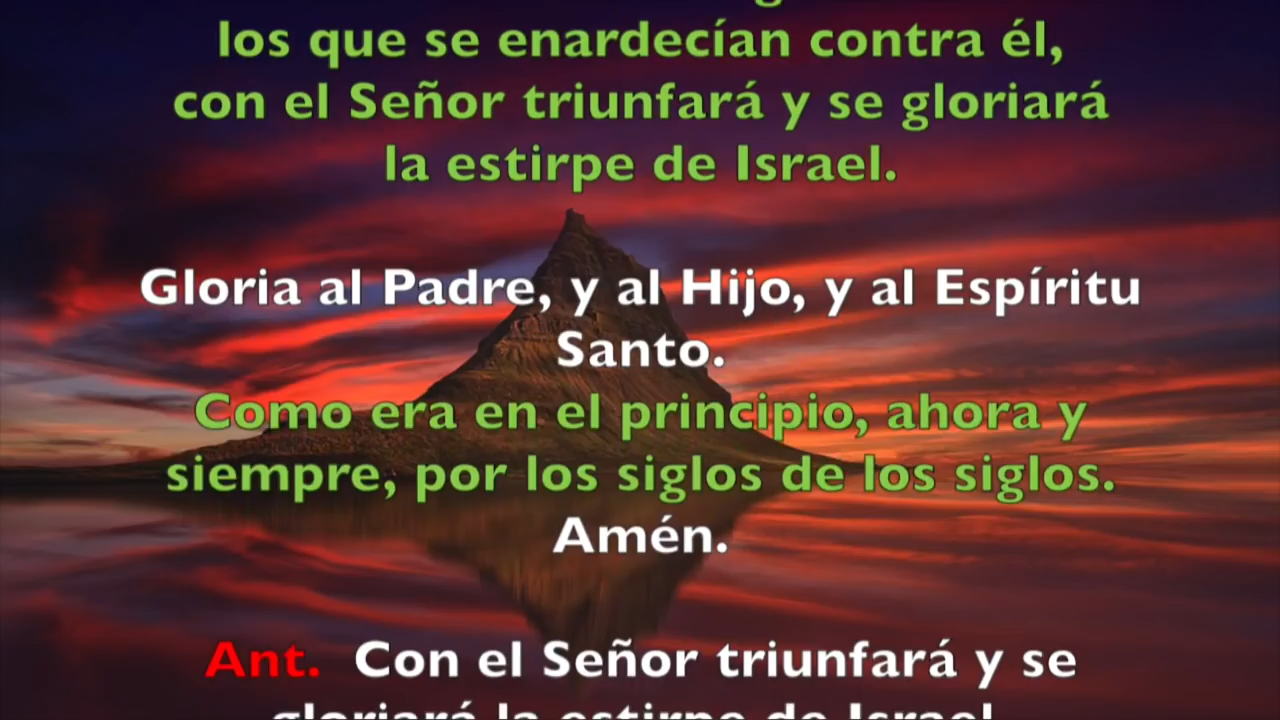 los que se enardecían contra él,
con el Señor triunfará y se gloriará
la estirpe de Israel.
Gloria al Padre, y al Hijo, y al Espíritu
Santo.
Como era en el principio, ahora y
siempre, por los siglos de los siglos.
Amén.
Ant. Con el Señor triunfará y se
gloriará la estirpe de Israel